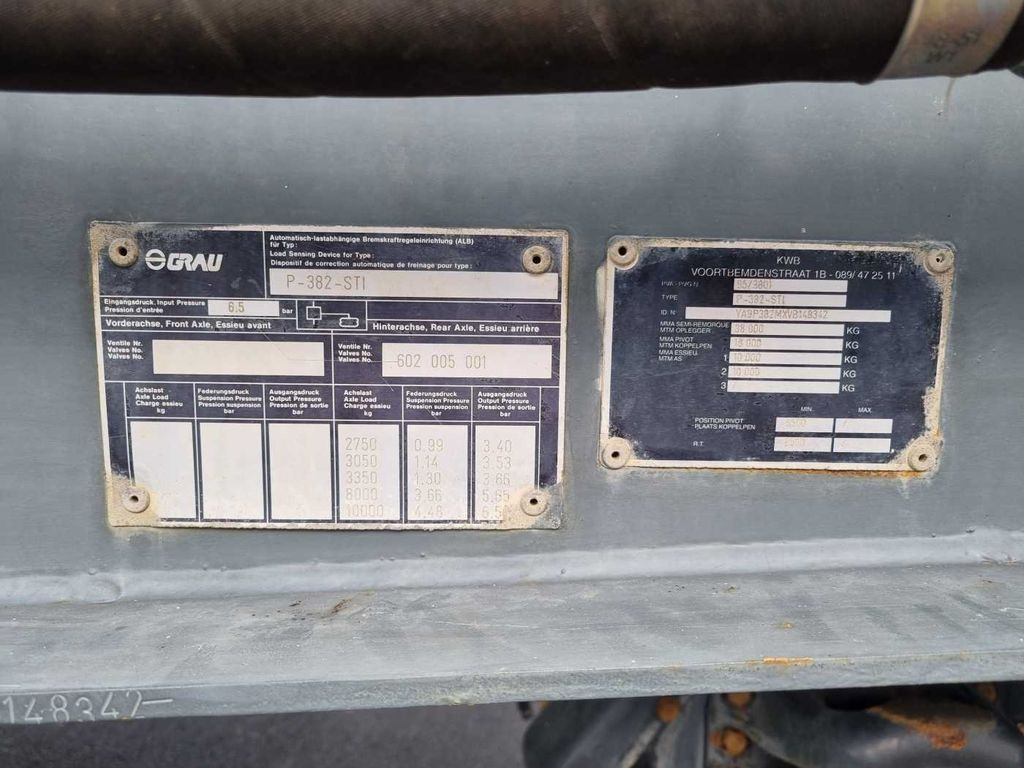 GRAU
Automatisch-lastabhängige Bremskraftregeleinrichtung (ALB)
für Typ:
Load Sensing Device for Type:
Dispositif de correction automatique de freinage pour type:
P-382-STI
Eingangsdruck, Input Pressure
Pression d'entrée
6.5 bar
Vorderachse, Front Axle, Essieu avant
Hinterachse, Rear Axle, Essieu arrière
Ventile Nr.
Valves No.
Valves No.
Ventile Nr.
Valves No.
Valves No.
602 005 001
Achslast Federungsdruck Ausgangsdruck Achslast Federungsdruck Ausgangsdruck
Axle Load Suspension Pressure Output Pressure Axle Load Suspension Pressure Output Pressure
Charge essieu Pression suspension Pression de sortie Charge essieu Pression suspension Pression de sortie
kg bar bar kg bar bar
2750 0.99 3.40
3050 1.14 3.53
3350 1.30 3.65
8000 3.66 5.65
10000 4.48
KWB
VOORTBEMDENSTRAAT 1B - 089/ 47 25 11
TYPE P-382-STI
ID. N° YA9P382MXVB148342
MMA SEMI-REMORQUE
MTM OPLEGGER 38.000 KG
MMA PIVOT
MTM KOPPELEN 18.000 KG
MMA ESSIEU
MTM AS 1 10.000 KG
2 10.000 KG
3 KG
MIN MAX
POSITION PIVOT
PLAATS KOPPELPEN
R.T.
148342